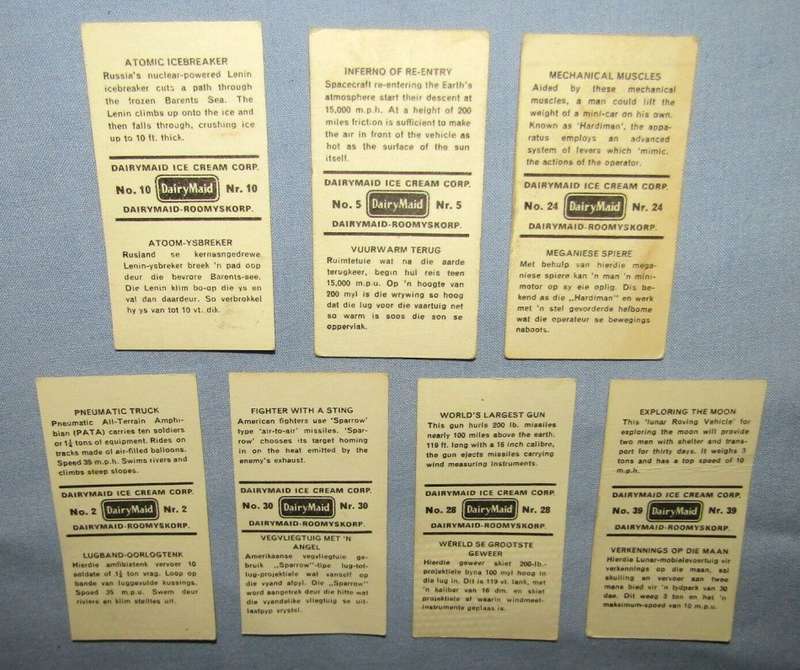 ATOMIC ICEBREAKER
Russia's nuclear-powered Lenin
icebreaker cuts a path through
the frozen Barents Sea. The
Lenin climbs up onto the ice and
then falls through, crushing ice
up to 10 ft. thick.
DAIRYMAID ICE CREAM CORP.
No. 10 DairyMaid Nr. 10
DAIRYMAID-ROOMYSKORP.
ATOOM-YSBREKER
Rusland se kernaangedrewe
Lenin-ysbreker breek 'n pad oop
deur die bevrore Barents-see.
Die Lenin klim bo-op die ys en
val dan daardeur. So verbrokkel
hy ys van tot 10 vt. dik.
INFERNO OF RE-ENTRY
Spacecraft re-entering the Earth's
atmosphere start their descent at
15,000 m.p.h. At a height of 200
miles friction is sufficient to make
the air in front of the vehicle as
hot as the surface of the sun
itself.
DAIRYMAID ICE CREAM CORP.
No. 5 DairyMaid Nr. 5
DAIRYMAID-ROOMYSKORP.
VUURWARM TERUG
Ruimtetuie wat na die aarde
terugkeer, begin hul reis teen
15,000 m.p.u. Op 'n hoogte van
200 myl is die wrywing so hoog
dat die lug voor die vaartuig net
so warm is soos die son se
oppervlak.
MECHANICAL MUSCLES
Aided by these mechanical
muscles, a man could lift the
weight of a mini-car on his own.
Known as 'Hardiman', the appa-
ratus employs an advanced
system of levers which 'mimic.
the actions of the operator.
DAIRYMAID ICE CREAM CORP.
No. 24 DairyMaid Nr. 24
DAIRYMAID-ROOMYSKORP.
MEGANIESE SPIERE
Met behulp van hierdie mega-
niese spiere kan 'n man 'n mini-
motor op sy eie oplig. Dis be-
kend as die „Hardiman" en werk
met 'n stel gevorderde hefbome
wat die operateur se bewegings
naboots.
PNEUMATIC TRUCK
Pneumatic All-Terrain Amphi-
bian (PATA) carries ten soldiers
or 1½ tons of equipment. Rides on
tracks made of air-filled balloons.
Speed 35 m.p.h. Swims rivers and
climbs steep slopes.
DAIRYMAID ICE CREAM CORP.
No. 2 DairyMaid Nr. 2
DAIRYMAID-ROOMYSKORP.
LUGBAND-OORLOGTENK
Hierdie amfibietenk vervoer 10
soldate of 1½ ton vrag. Loop op
bande van luggevulde kussings.
Spoed 35 m.p.u. Swem deur
riviere en klim steiltes uit.
FIGHTER WITH A STING
American fighters use 'Sparrow'
type 'air-to-air' missiles. 'Spar-
row' chooses its target homing
in on the heat emitted by the
enemy's exhaust.
DAIRYMAID ICE CREAM CORP.
No. 30 DairyMaid Nr. 30
DAIRYMAID-ROOMYSKORP.
VEGVLIEGTUIG MET 'N
ANGEL
Amerikaanse vegvliegtuie ge-
bruik „Sparrow"-tipe lug-tot-
lug-projektiele wat vanself op
die vyand afpyl. Die „Sparrow"
word aangetrek deur die hitte wat
die vyandelike vliegtuig se uit-
laatpyp vrystel.
WORLD'S LARGEST GUN
This gun hurls 200 lb. missiles
nearly 100 miles above the earth.
119 ft. long with a 16 inch calibre,
the gun ejects missiles carrying
wind measuring instruments.
DAIRYMAID ICE CREAM CORP.
No. 28 DairyMaid Nr. 28
DAIRYMAID-ROOMYSKORP.
WÊRELD SE GROOTSTE
GEWEER
Hierdie geweer skiet 200-lb.-
projektiele byna 100 myl hoog in
die lug in. Dit is 119 vt. lank, met
'n kaliber van 16 dm. en skiet
projektiele af waarin windmeet-
instrumente geplaas is.
EXPLORING THE MOON
This 'lunar Roving Vehicle' for
exploring the moon will provide
two men with shelter and trans-
port for thirty days. It weighs 3
tons and has a top speed of 10
m.p.h.
DAIRYMAID ICE CREAM CORP.
No. 39 DairyMaid Nr. 39
DAIRYMAID-ROOMYSKORP.
VERKENNINGS OP DIE MAAN
Hierdie Lunar-mobielevoertuig vir
verkennings op die maan, sal
skuiling en vervoer aan twee
mans bied vir 'n tydperk van 30
dae. Dit weeg 3 ton en het 'n
maksimum-spoed van 10 m.p.u.